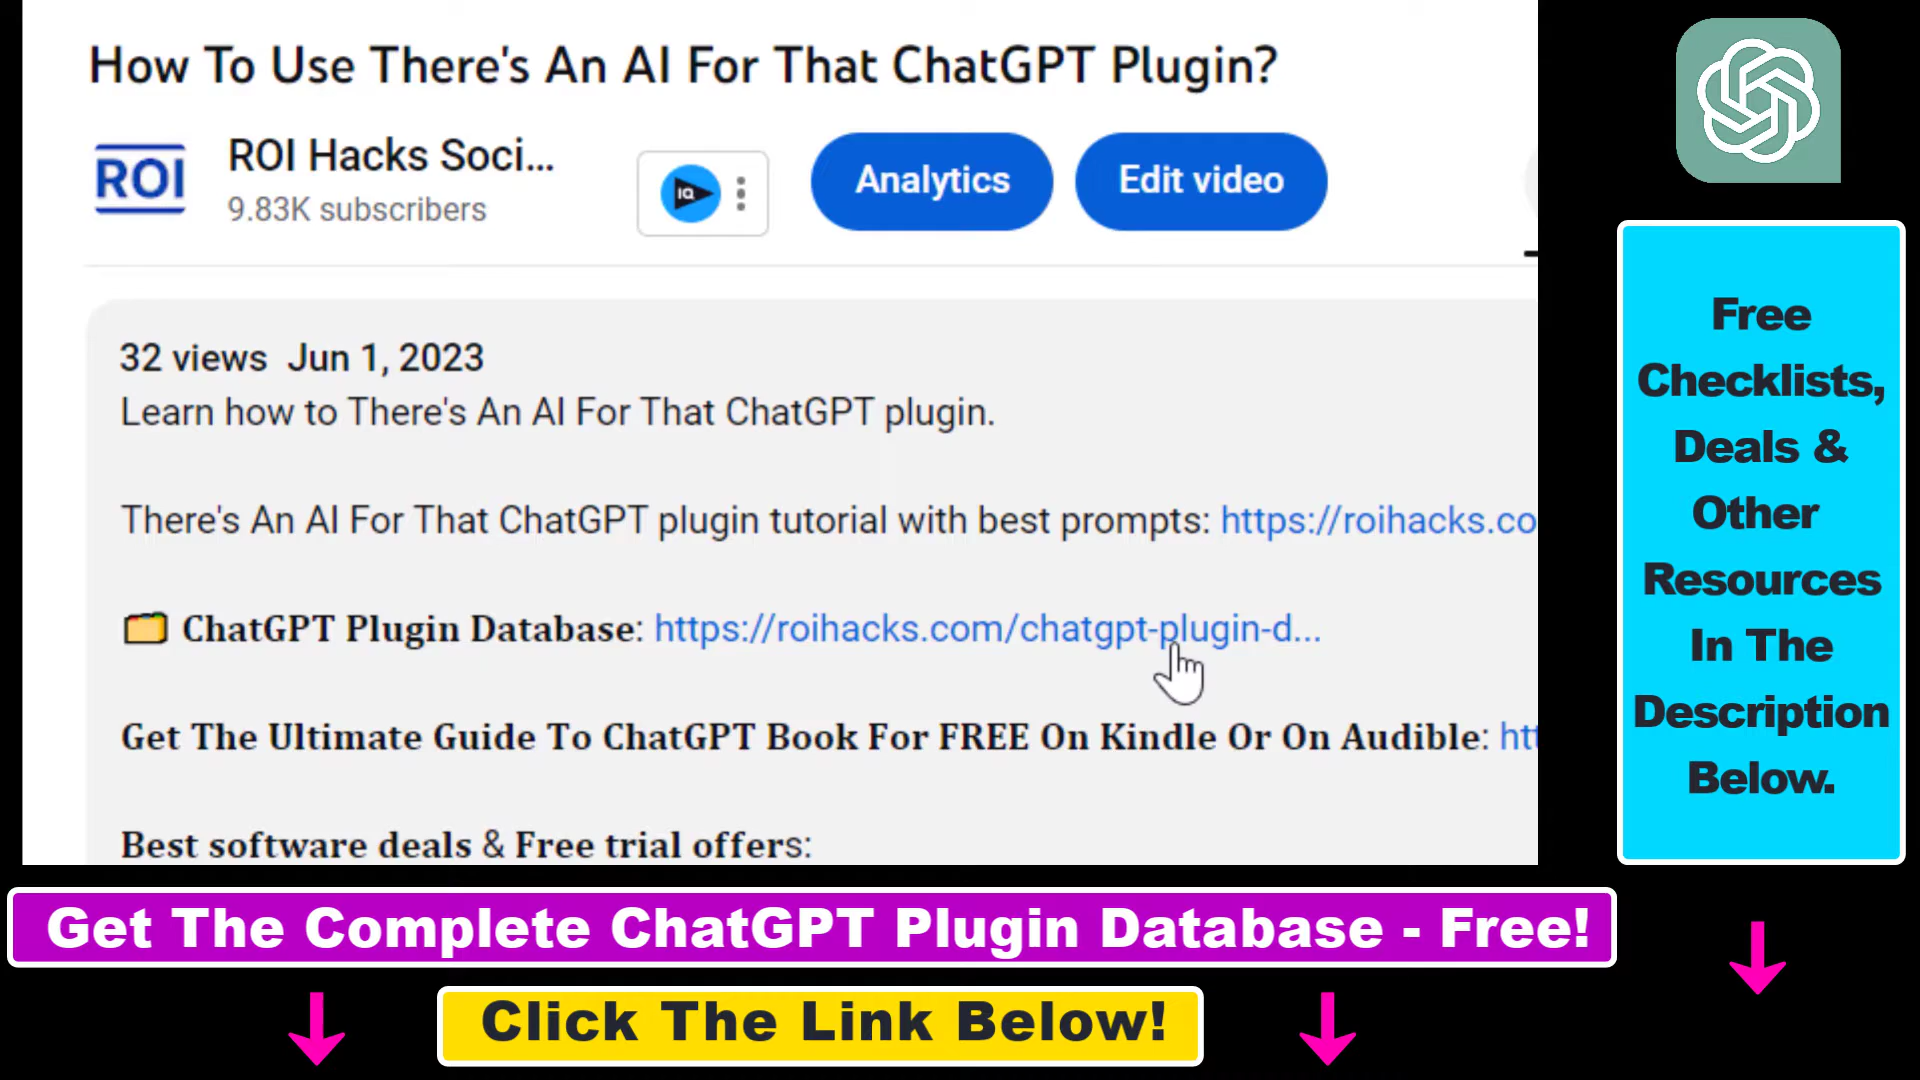 How To Use There's An AI For That ChatGPT Plugin?
ROI
ROI Hacks Soci...
9.83K subscribers
IQ
Analytics
Edit video
32 views Jun 1, 2023
Learn how to There's An AI For That ChatGPT plugin.
There's An AI For That ChatGPT plugin tutorial with best prompts: https://roihacks.co
ChatGPT Plugin Database: https://roihacks.com/chatgpt-plugin-d...
Get The Ultimate Guide To ChatGPT Book For FREE On Kindle Or On Audible: htt
Best software deals & Free trial offers:
Free
Checklists,
Deals &
Other
Resources
In The
Description
Below.
Get The Complete ChatGPT Plugin Database - Free!
Click The Link Below!